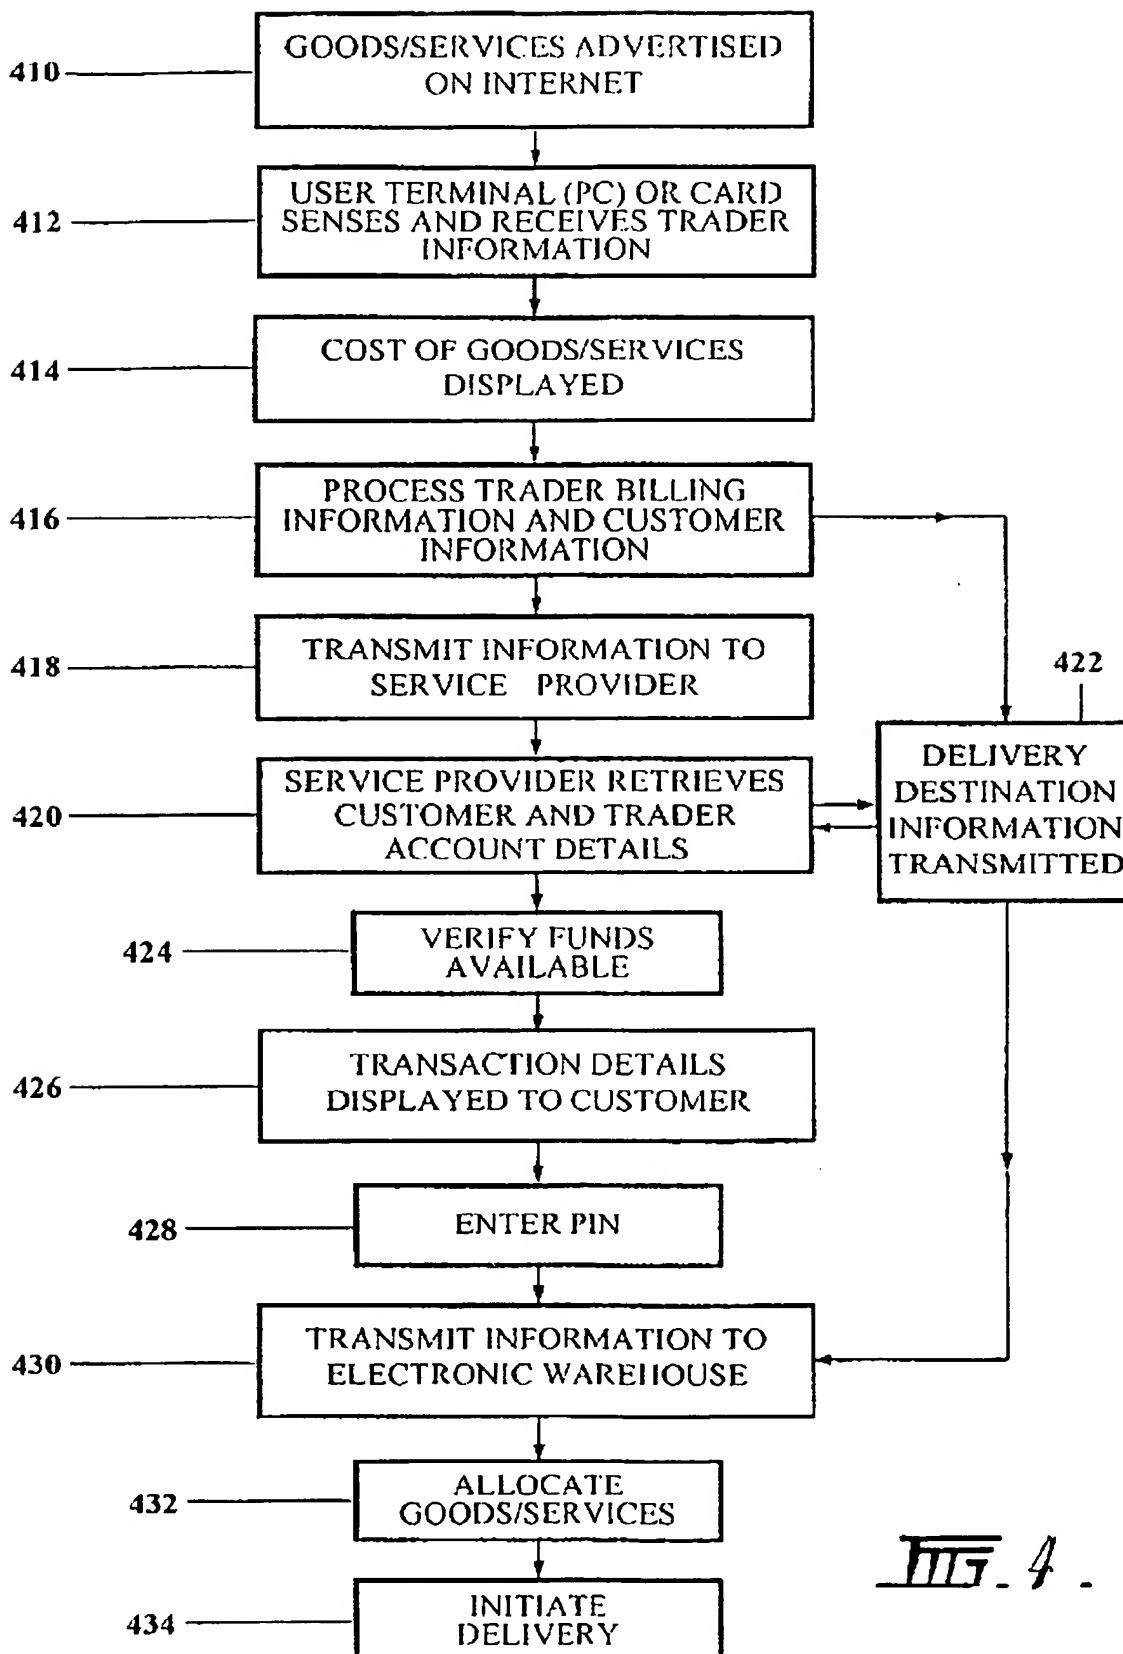 410
GOODS/SERVICES ADVERTISED
ON INTERNET
412
USER TERMINAL (PC) OR CARD
SENSES AND RECEIVES TRADER
INFORMATION
414
COST OF GOODS/SERVICES
DISPLAYED
416
PROCESS TRADER BILLING
INFORMATION AND CUSTOMER
INFORMATION
418
TRANSMIT INFORMATION TO
SERVICE PROVIDER
420
SERVICE PROVIDER RETRIEVES
CUSTOMER AND TRADER
ACCOUNT DETAILS
422
DELIVERY
DESTINATION
INFORMATION
TRANSMITTED
424
VERIFY FUNDS
AVAILABLE
426
TRANSACTION DETAILS
DISPLAYED TO CUSTOMER
428
ENTER PIN
430
TRANSMIT INFORMATION TO
ELECTRONIC WAREHOUSE
432
ALLOCATE
GOODS/SERVICES
434
INITIATE
DELIVERY
FIG. 4.